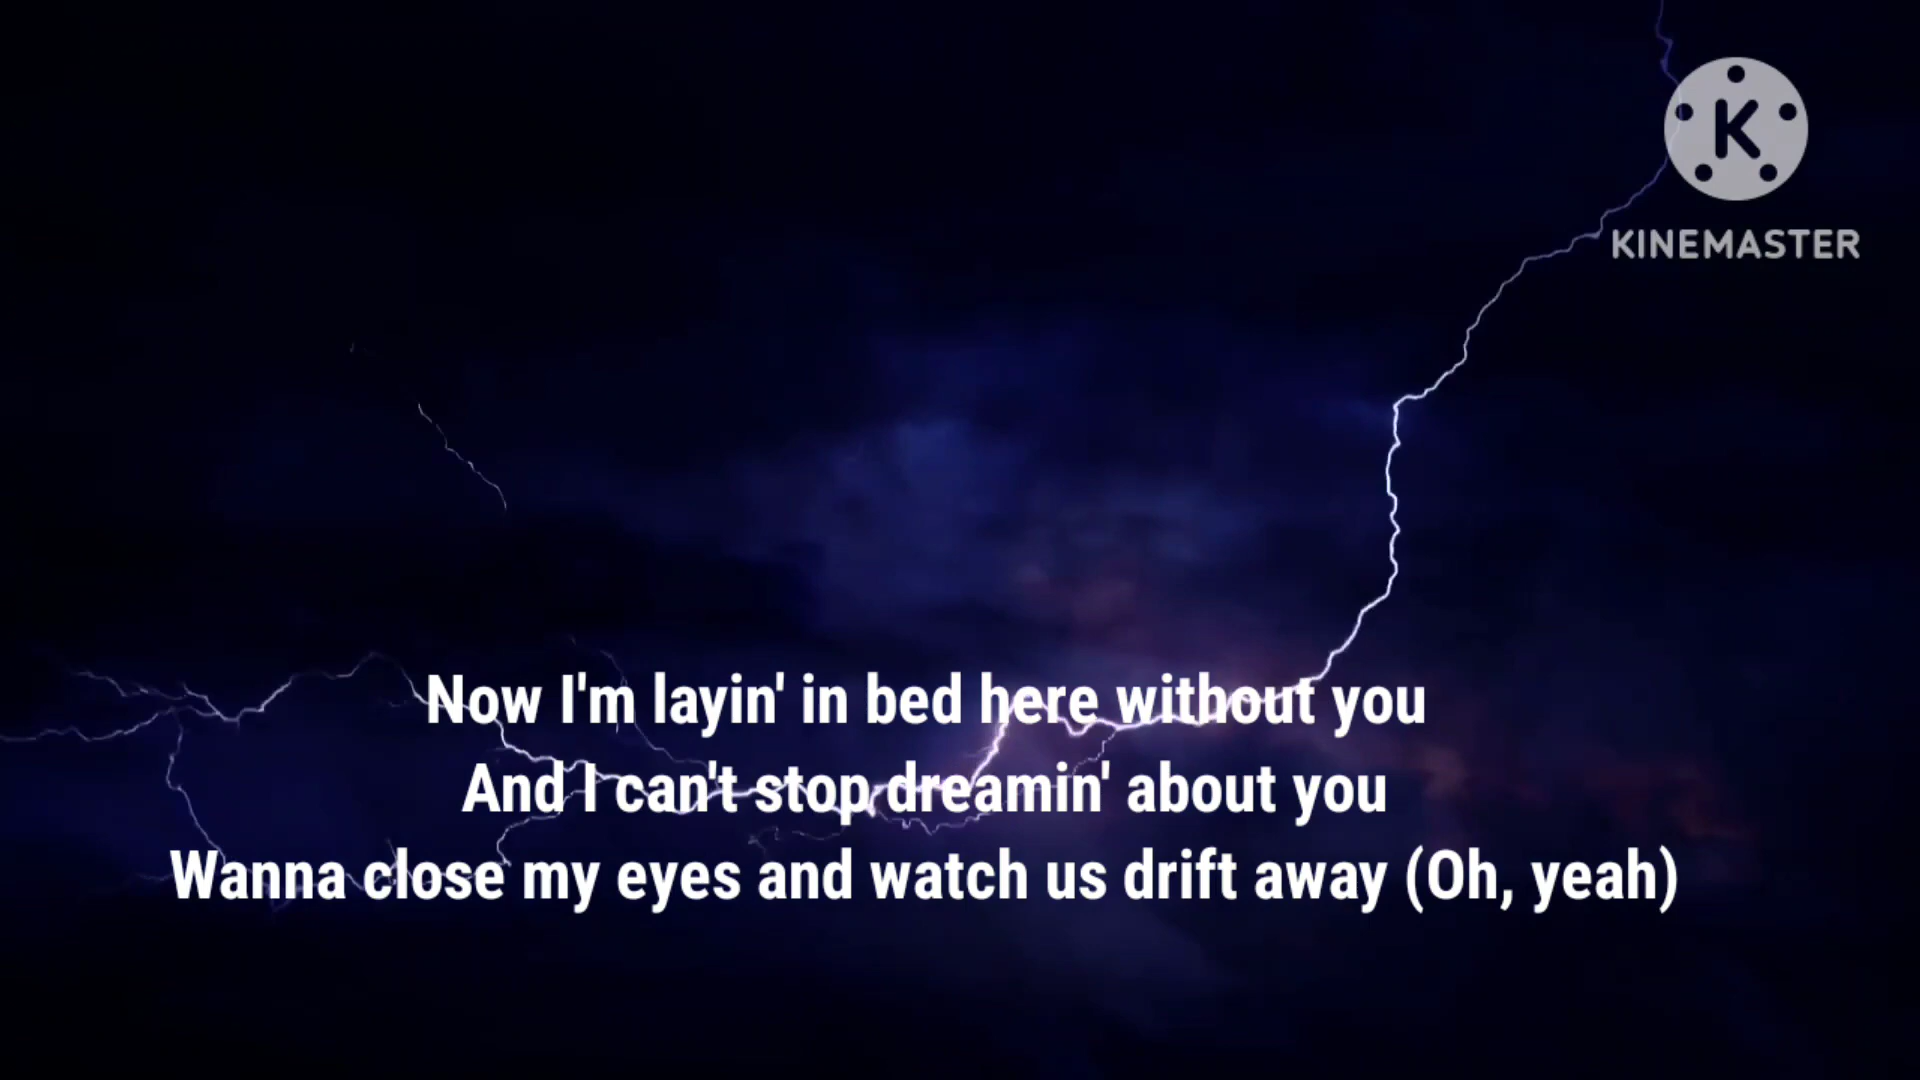 K
KINEMASTER
Now I'm layin' in bed here without you
And I can't stop dreamin' about you
Wanna close my eyes and watch us drift away (Oh, yeah)